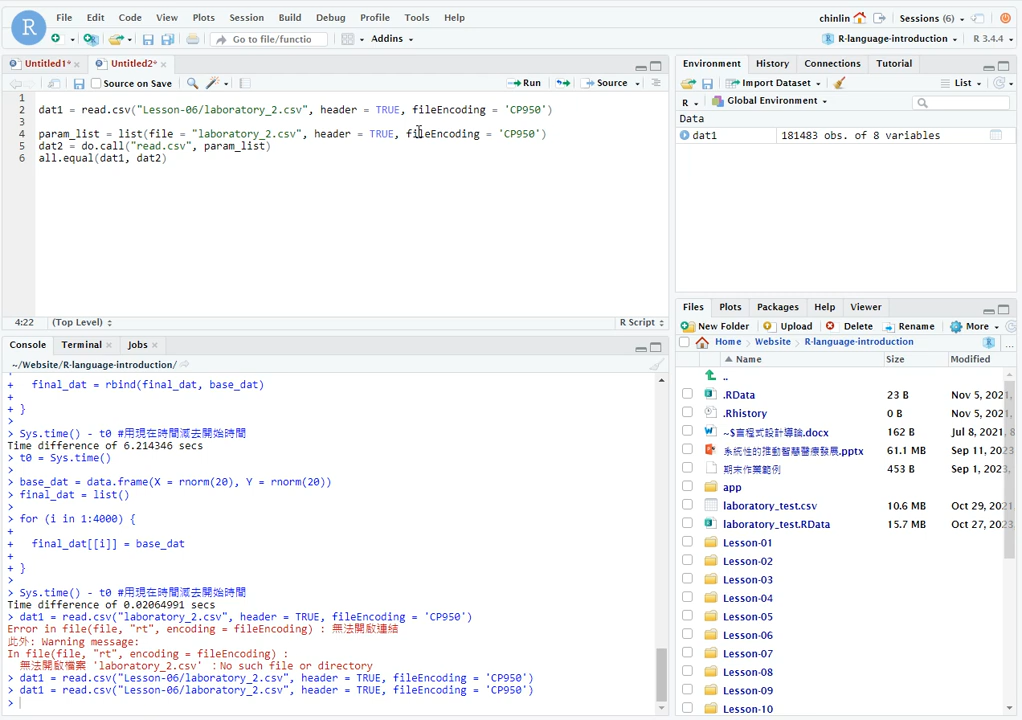 File Edit Code View Plots Session Build Debug Profile Tools Help
chinlin Sessions (6)
Go to file/functio Addins R-language-introduction R 3.4.4
Untitled1* Untitled2*
Source on Save Run Source
1
2 dat1 = read.csv("Lesson-06/laboratory_2.csv", header = TRUE, fileEncoding = 'CP950')
3
4 param_list = list(file = "laboratory_2.csv", header = TRUE, fileEncoding = 'CP950')
5 dat2 = do.call("read.csv", param_list)
6 all.equal(dat1, dat2)
4:22 (Top Level) R Script
Console Terminal Jobs
~/Website/R-language-introduction/
+ final_dat = rbind(final_dat, base_dat)
+
+ }
>
> Sys.time() - t0 #用現在時間減去開始時間
Time difference of 6.214346 secs
> t0 = Sys.time()
>
> base_dat = data.frame(X = rnorm(20), Y = rnorm(20))
> final_dat = list()
>
> for (i in 1:4000) {
+
+ final_dat[[i]] = base_dat
+
+ }
>
> Sys.time() - t0 #用現在時間減去開始時間
Time difference of 0.02064991 secs
> dat1 = read.csv("laboratory_2.csv", header = TRUE, fileEncoding = 'CP950')
Error in file(file, "rt", encoding = fileEncoding) : 無法開啟連結
此外: Warning message:
In file(file, "rt", encoding = fileEncoding) :
無法開啟檔案 'laboratory_2.csv' ：No such file or directory
> dat1 = read.csv("Lesson-06/laboratory_2.csv", header = TRUE, fileEncoding = 'CP950')
> dat1 = read.csv("Lesson-06/laboratory_2.csv", header = TRUE, fileEncoding = 'CP950')
>
Environment History Connections Tutorial
Import Dataset List
R Global Environment
Data
dat1 181483 obs. of 8 variables
Files Plots Packages Help Viewer
New Folder Upload Delete Rename More
Home Website R-language-introduction
Name Size Modified
..
.RData 23 B Nov 5, 2021,
.Rhistory 0 B Nov 5, 2021,
~$言程式設計導論.docx 162 B Jul 8, 2021, 8
系統性的推動智慧醫療發展.pptx 61.1 MB Sep 11, 2023
期末作業範例 453 B Sep 1, 2023,
app
laboratory_test.csv 10.6 MB Oct 29, 2021
laboratory_test.RData 15.7 MB Oct 27, 2023
Lesson-01
Lesson-02
Lesson-03
Lesson-04
Lesson-05
Lesson-06
Lesson-07
Lesson-08
Lesson-09
Lesson-10